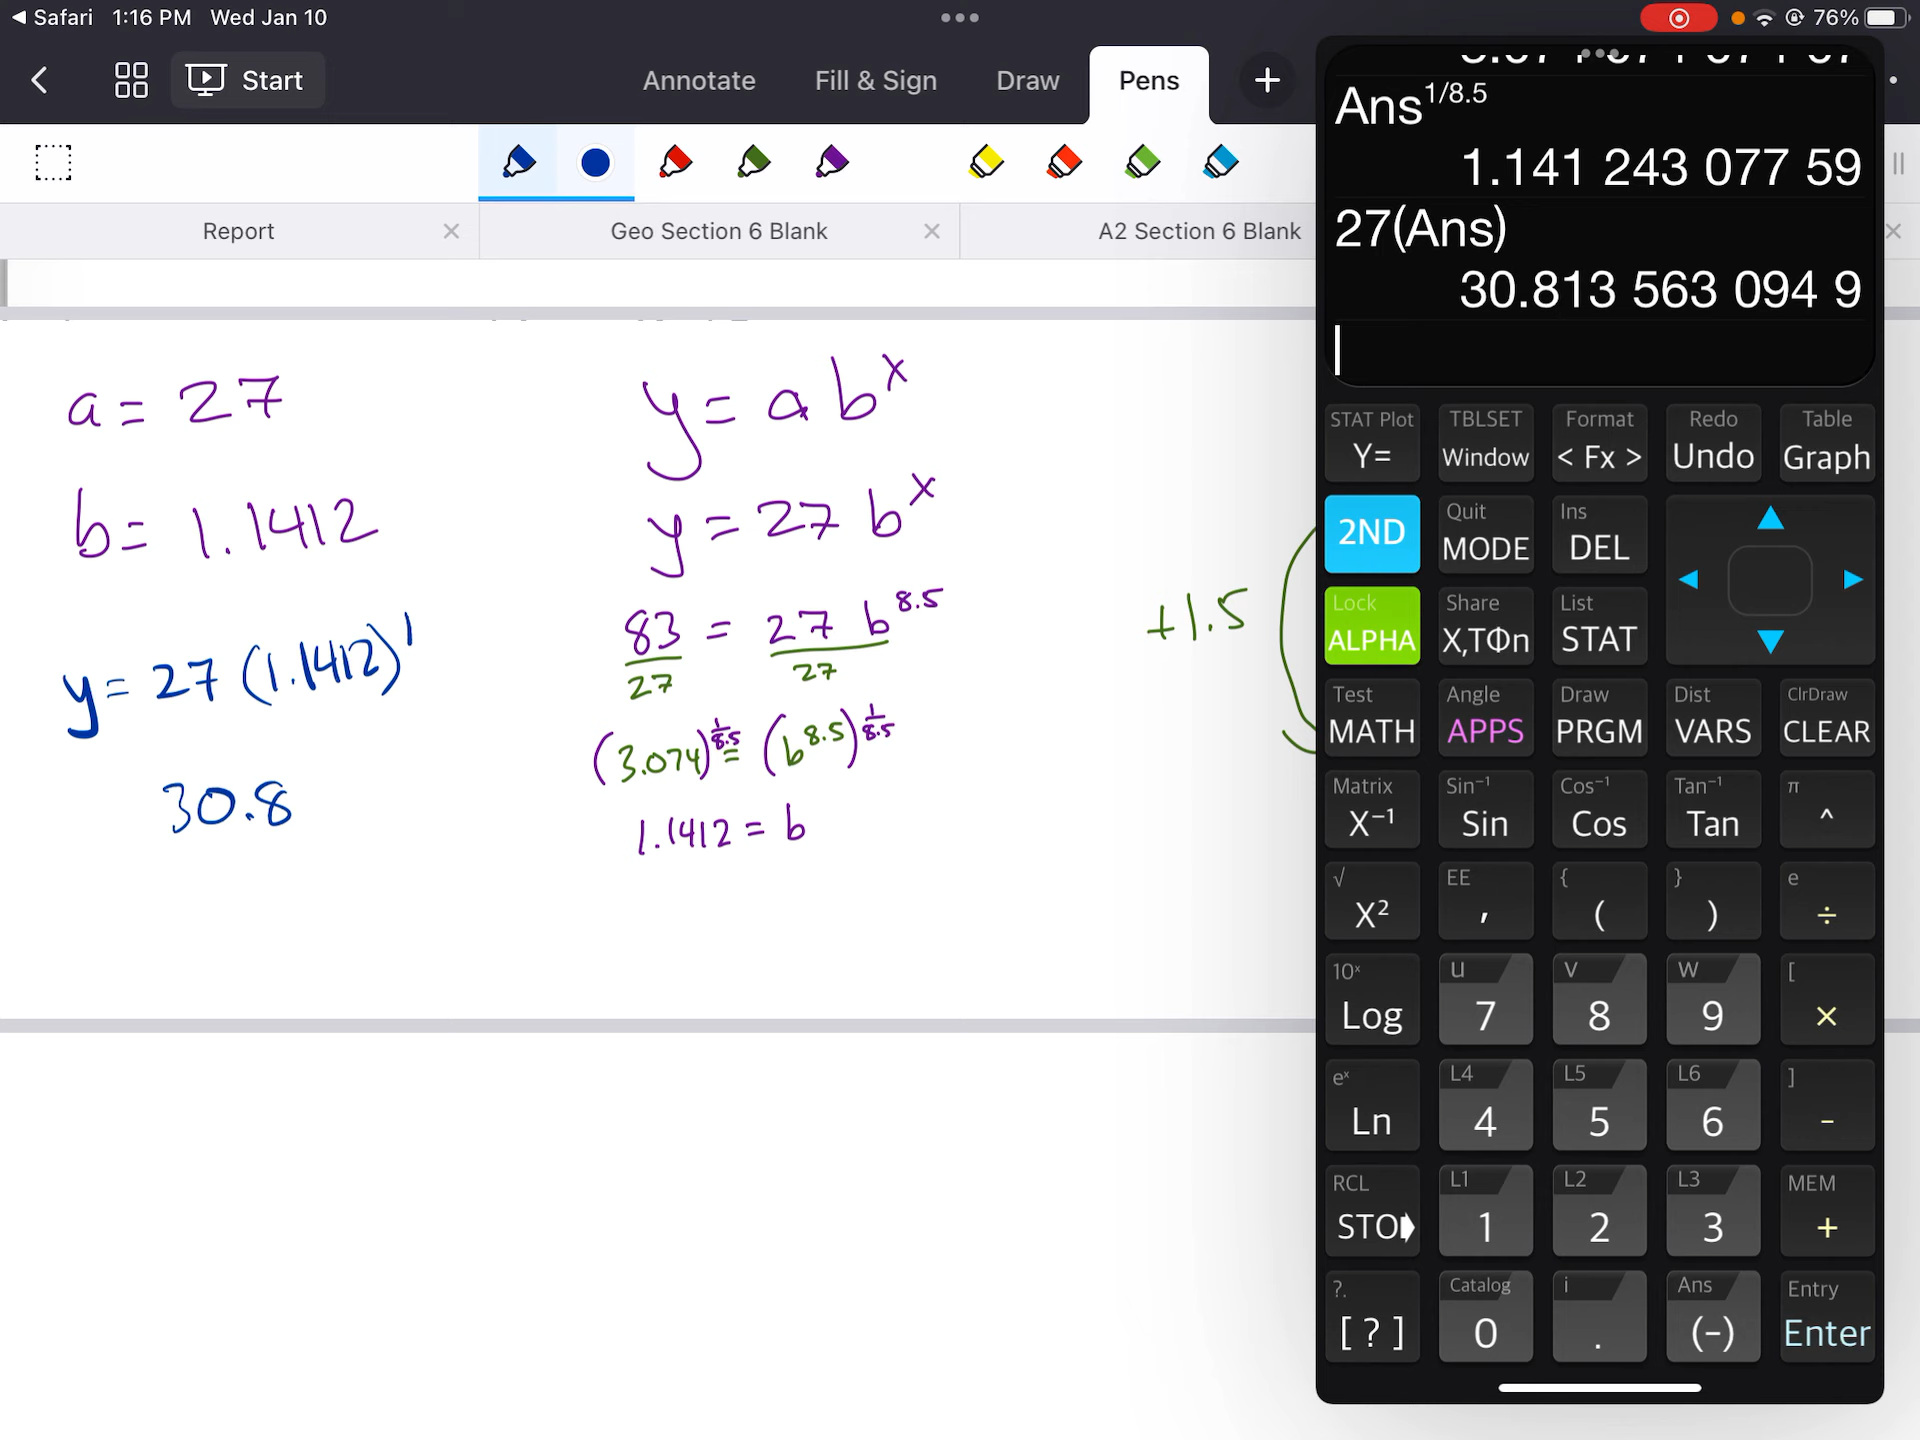 Safari 1:16 PM Wed Jan 10 76%
Start Annotate Fill & Sign Draw Pens
Report Geo Section 6 Blank A2 Section 6 Blank
a = 27
b = 1.1412
y = 27 (1.1412)^1
30.8
y = a b^x
y = 27 b^x
83 = 27 b^8.5
27 27
(3.074)^1/8.5 = (b^8.5)^1/8.5
1.1412 = b
+1.5
Ans^1/8.5
1.141 243 077 59
27(Ans)
30.813 563 094 9
STAT Plot TBLSET Format Redo Table
Y= Window < Fx > Undo Graph
2ND Quit Ins
MODE DEL
Lock Share List
ALPHA X,TΦn STAT
Test Angle Draw Dist ClrDraw
MATH APPS PRGM VARS CLEAR
Matrix Sin⁻¹ Cos⁻¹ Tan⁻¹ π
X⁻¹ Sin Cos Tan ^
√ EE { } e
X² , ( ) ÷
10ˣ u v w [
Log 7 8 9 ×
eˣ L4 L5 L6 ]
Ln 4 5 6 -
RCL L1 L2 L3 MEM
STO 1 2 3 +
?. Catalog i Ans Entry
[ ? ] 0 . (-) Enter